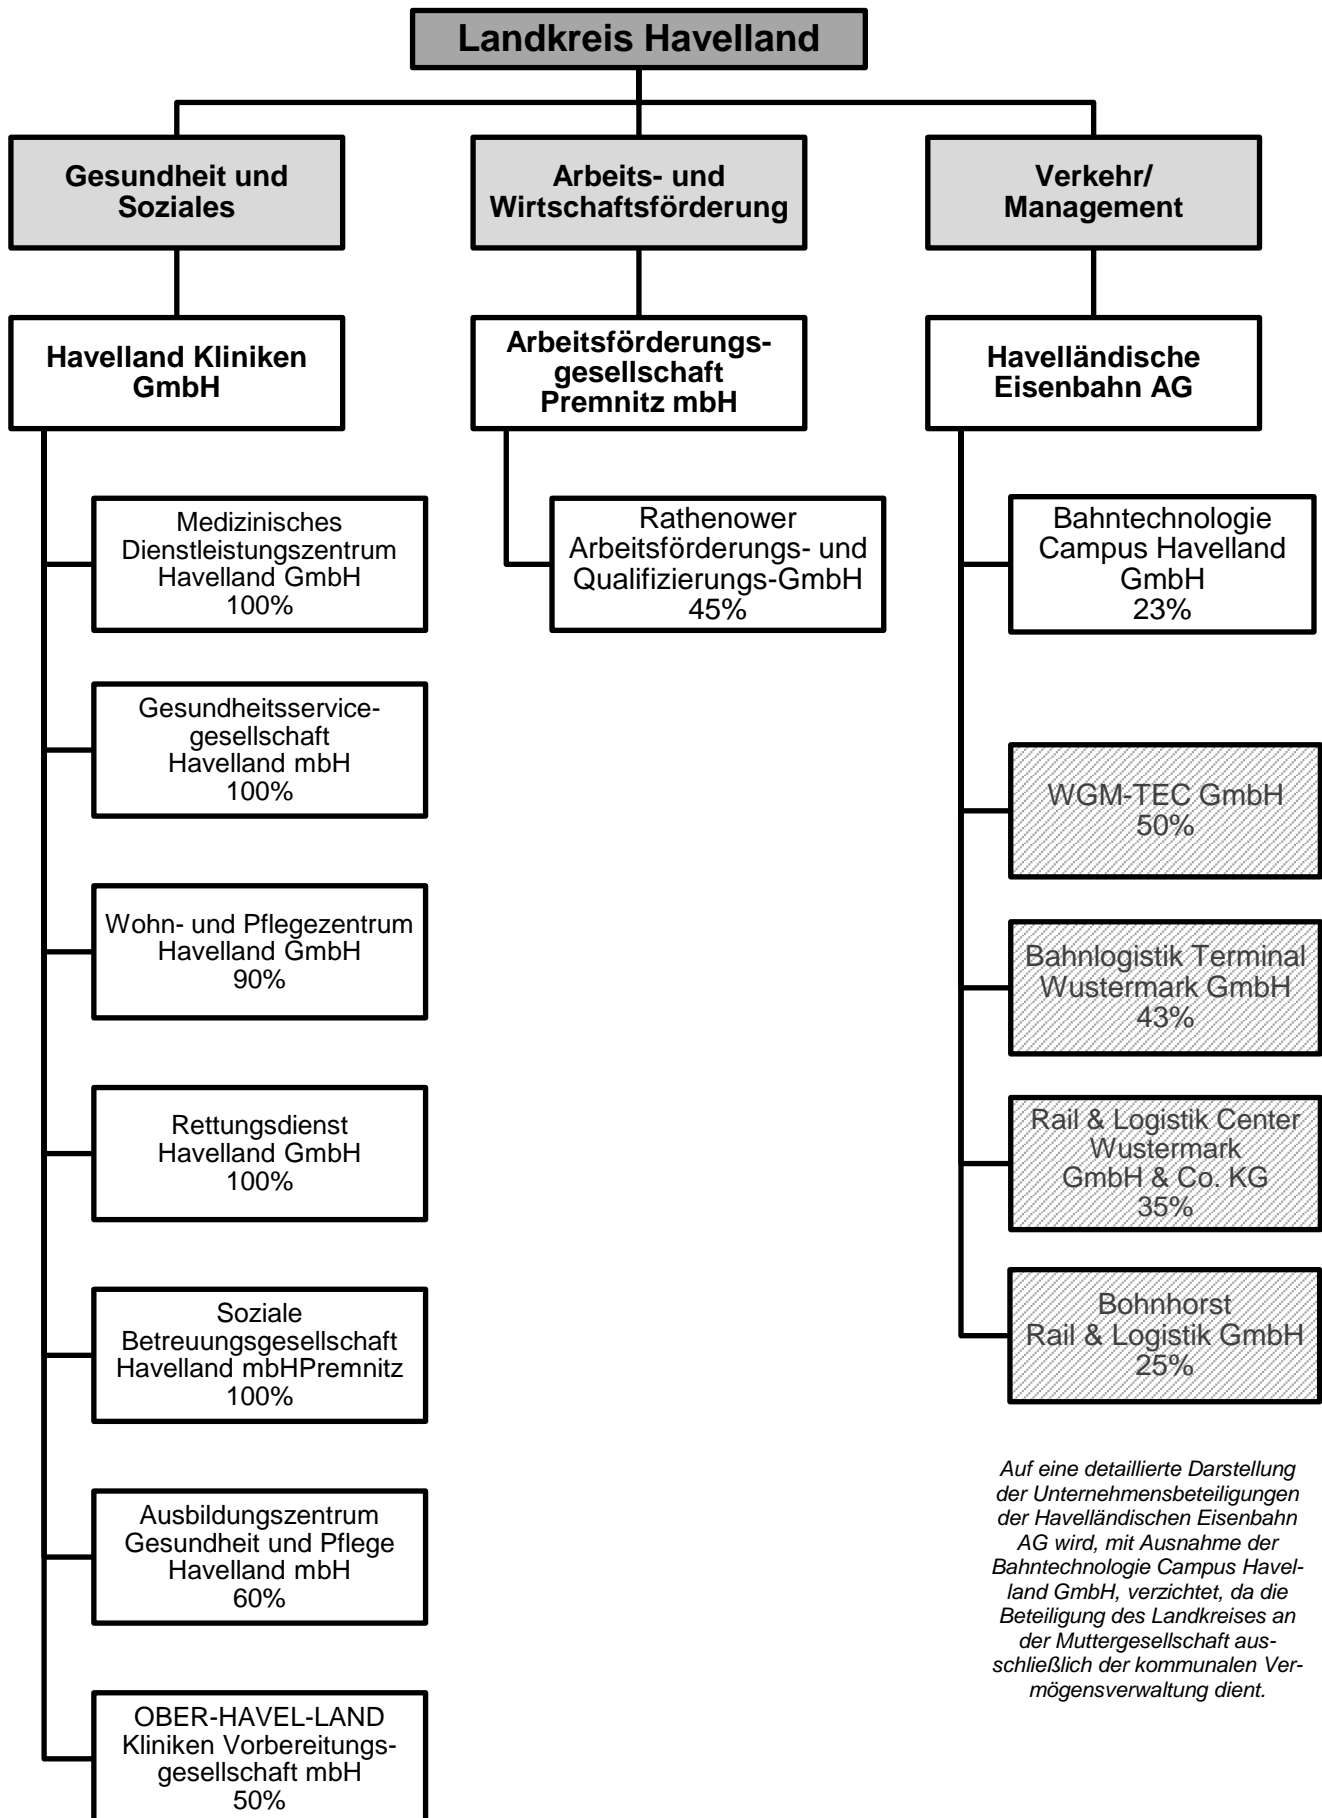 Landkreis Havelland
Gesundheit und
Soziales
Arbeits- und
Wirtschaftsförderung
Verkehr/
Management
Havelland Kliniken
GmbH
Arbeitsförderungs-
gesellschaft
Premnitz mbH
Havelländische
Eisenbahn AG
Medizinisches
Dienstleistungszentrum
Havelland GmbH
100%
Gesundheitsservice-
gesellschaft
Havelland mbH
100%
Wohn- und Pflegezentrum
Havelland GmbH
90%
Rettungsdienst
Havelland GmbH
100%
Soziale
Betreuungsgesellschaft
Havelland mbHPremnitz
100%
Ausbildungszentrum
Gesundheit und Pflege
Havelland mbH
60%
OBER-HAVEL-LAND
Kliniken Vorbereitungs-
gesellschaft mbH
50%
Rathenower
Arbeitsförderungs- und
Qualifizierungs-GmbH
45%
Bahntechnologie
Campus Havelland
GmbH
23%
WGM-TEC GmbH
50%
Bahnlogistik Terminal
Wustermark GmbH
43%
Rail & Logistik Center
Wustermark
GmbH & Co. KG
35%
Bohnhorst
Rail & Logistik GmbH
25%
Auf eine detaillierte Darstellung
der Unternehmensbeteiligungen
der Havelländischen Eisenbahn
AG wird, mit Ausnahme der
Bahntechnologie Campus Havel-
land GmbH, verzichtet, da die
Beteiligung des Landkreises an
der Muttergesellschaft aus-
schließlich der kommunalen Ver-
mögensverwaltung dient.